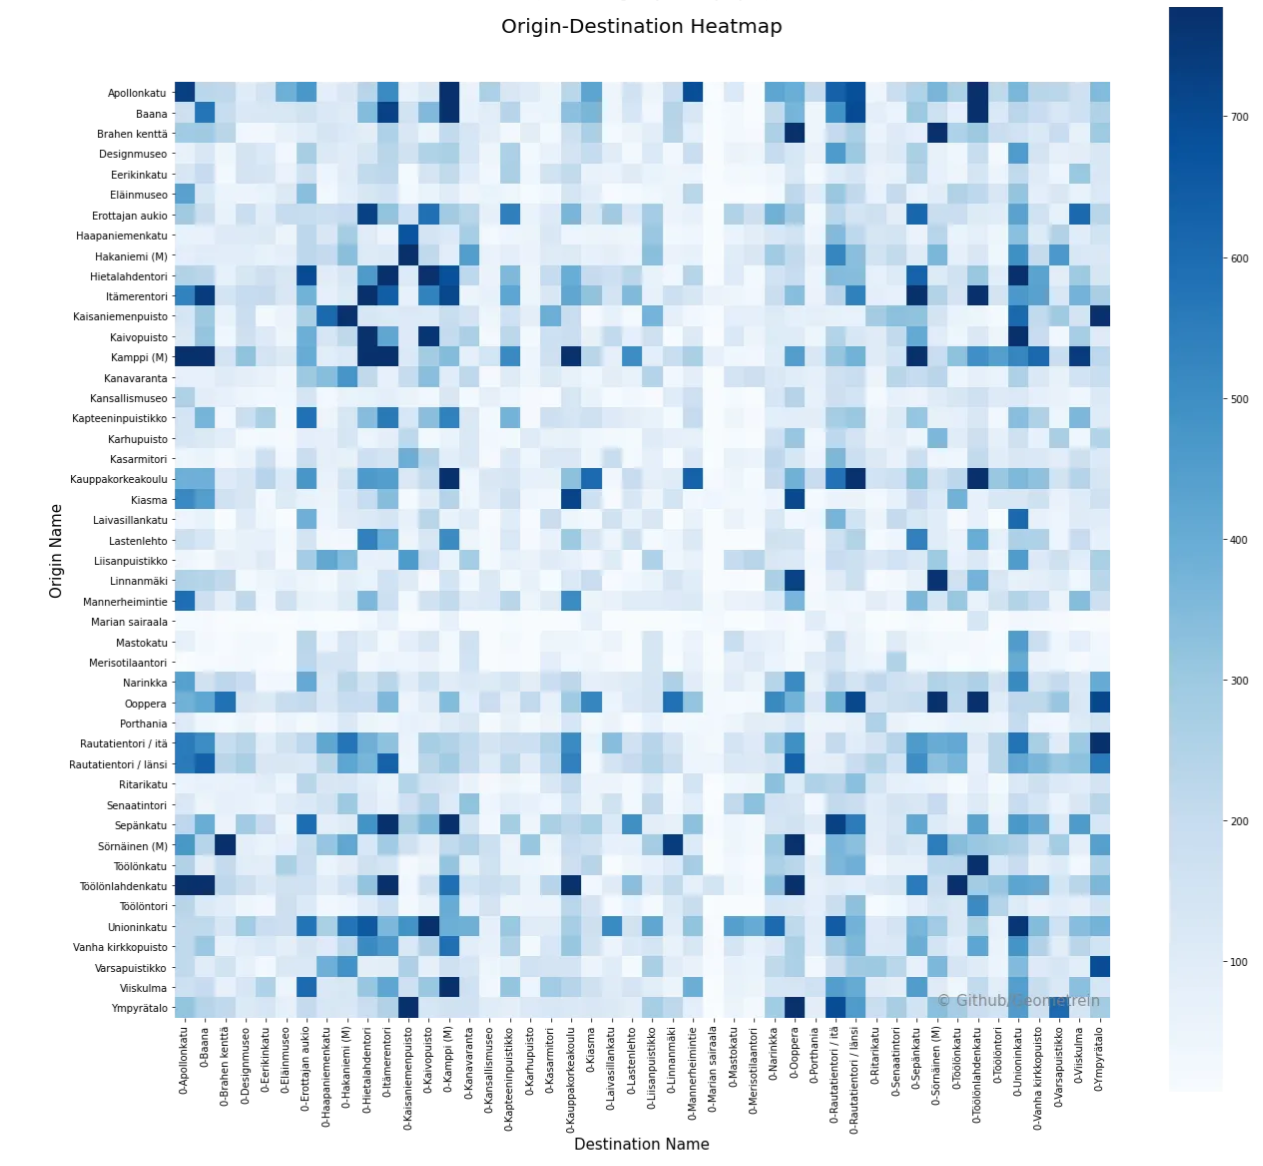 Origin-Destination Heatmap
Apollonkatu
Baana
Brahen kenttä
Designmuseo
Eerikinkatu
Eläinmuseo
Erottajan aukio
Haapaniemenkatu
Hakaniemi (M)
Hietalahdentori
Itämerentori
Kaisaniemenpuisto
Kaivopuisto
Kamppi (M)
Kanavaranta
Kansallismuseo
Kapteeninpuistikko
Karhupuisto
Kasarmitori
Kauppakorkeakoulu
Kiasma
Laivasillankatu
Lastenlehto
Liisanpuistikko
Linnanmäki
Mannerheimintie
Marian sairaala
Mastokatu
Merisotilaantori
Narinkka
Ooppera
Porthania
Rautatientori / itä
Rautatientori / länsi
Ritarikatu
Senaatintori
Sepänkatu
Sörnäinen (M)
Töölönkatu
Töölönlahdenkatu
Töölöntori
Unioninkatu
Vanha kirkkopuisto
Varsapuistikko
Viiskulma
Ympyrätalo
Origin Name
0-Apollonkatu
0-Baana
0-Brahen kenttä
0-Designmuseo
0-Eerikinkatu
0-Eläinmuseo
0-Erottajan aukio
0-Haapaniemenkatu
0-Hakaniemi (M)
0-Hietalahdentori
0-Itämerentori
0-Kaisaniemenpuisto
0-Kaivopuisto
0-Kamppi (M)
0-Kanavaranta
0-Kansallismuseo
0-Kapteeninpuistikko
0-Karhupuisto
0-Kasarmitori
0-Kauppakorkeakoulu
0-Kiasma
0-Laivasillankatu
0-Lastenlehto
0-Liisanpuistikko
0-Linnanmäki
0-Mannerheimintie
0-Marian sairaala
0-Mastokatu
0-Merisotilaantori
0-Narinkka
0-Ooppera
0-Porthania
0-Rautatientori / itä
0-Rautatientori / länsi
0-Ritarikatu
0-Senaatintori
0-Sepänkatu
0-Sörnäinen (M)
0-Töölönkatu
0-Töölönlahdenkatu
0-Töölöntori
0-Unioninkatu
0-Vanha kirkkopuisto
0-Varsapuistikko
0-Viiskulma
0-Ympyrätalo
Destination Name
© Github/Geometrein
700
600
500
400
300
200
100